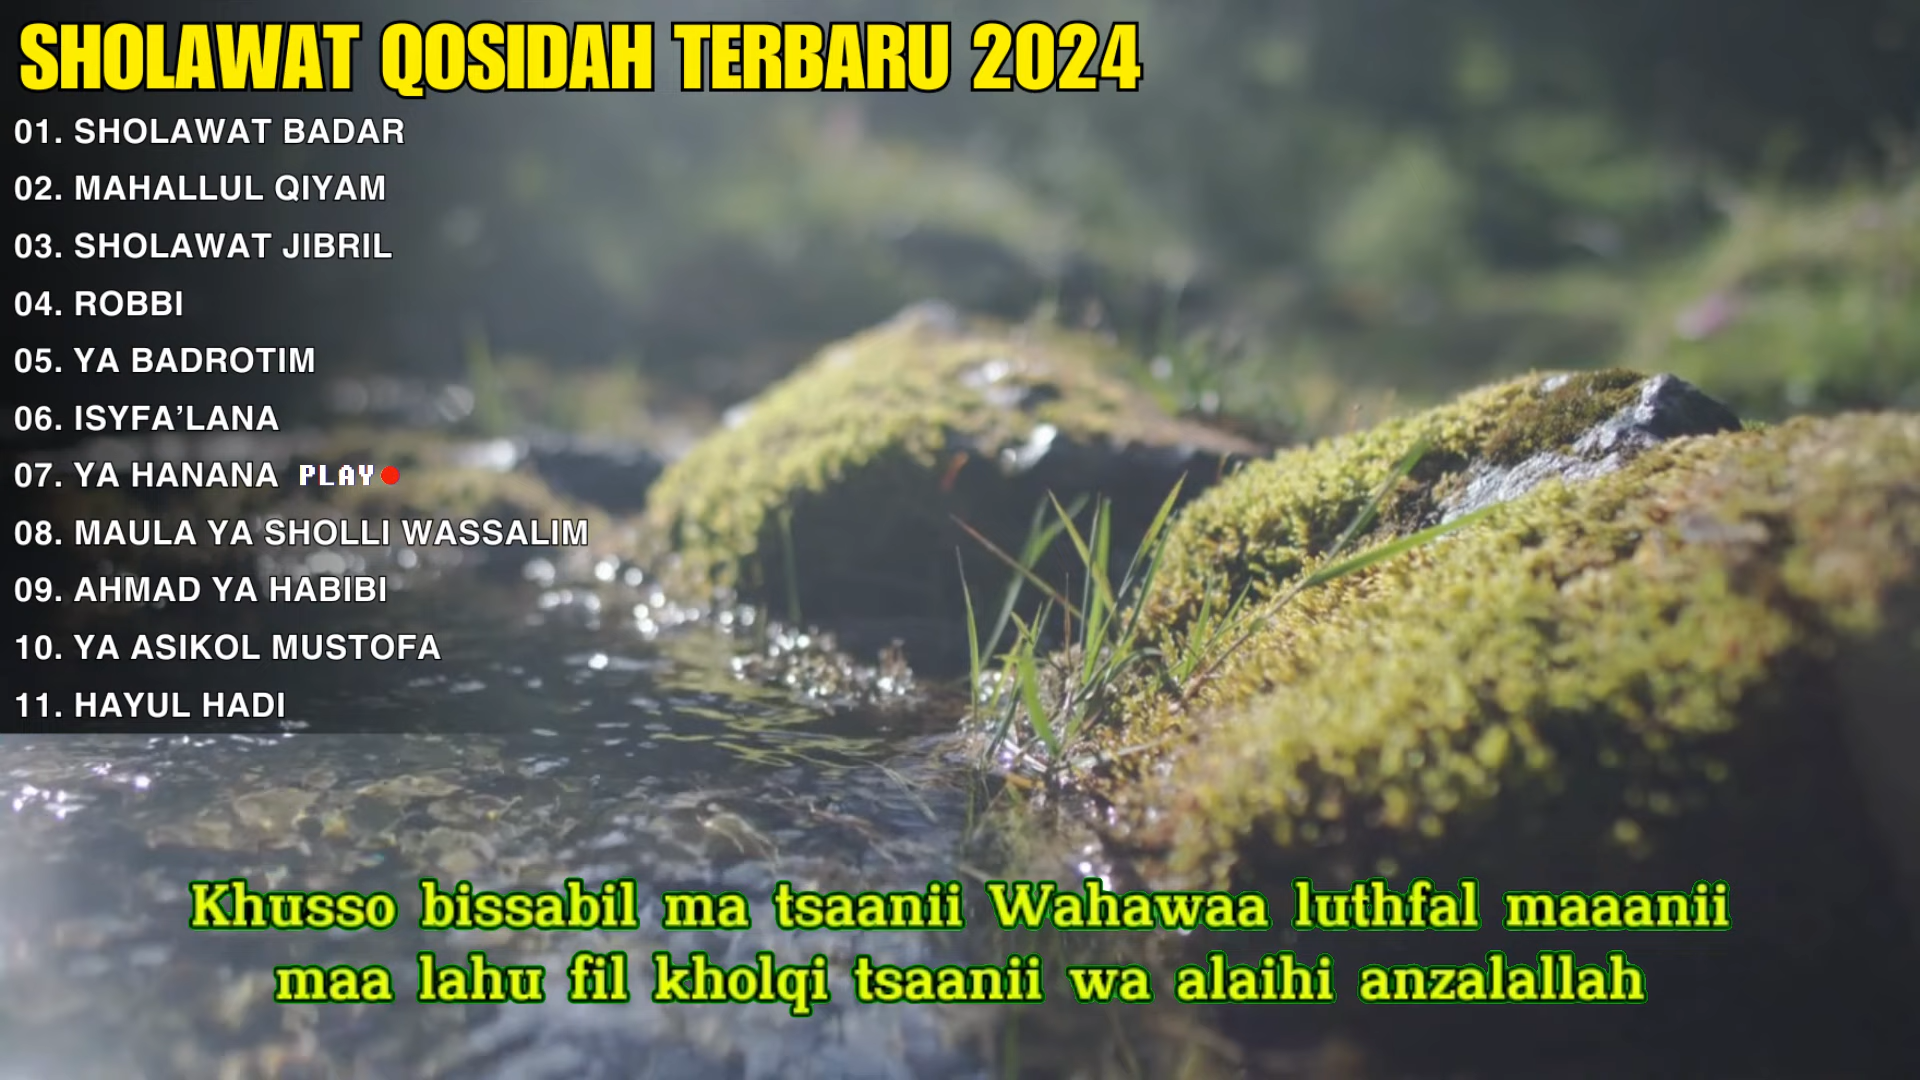 SHOLAWAT QOSIDAH TERBARU 2024
01. SHOLAWAT BADAR
02. MAHALLUL QIYAM
03. SHOLAWAT JIBRIL
04. ROBBI
05. YA BADROTIM
06. ISYFA’LANA
07. YA HANANA PLAY
08. MAULA YA SHOLLI WASSALIM
09. AHMAD YA HABIBI
10. YA ASIKOL MUSTOFA
11. HAYUL HADI
Khusso bissabil ma tsaanii Wahawaa luthfal maaanii
maa lahu fil kholqi tsaanii wa alaihi anzalallah